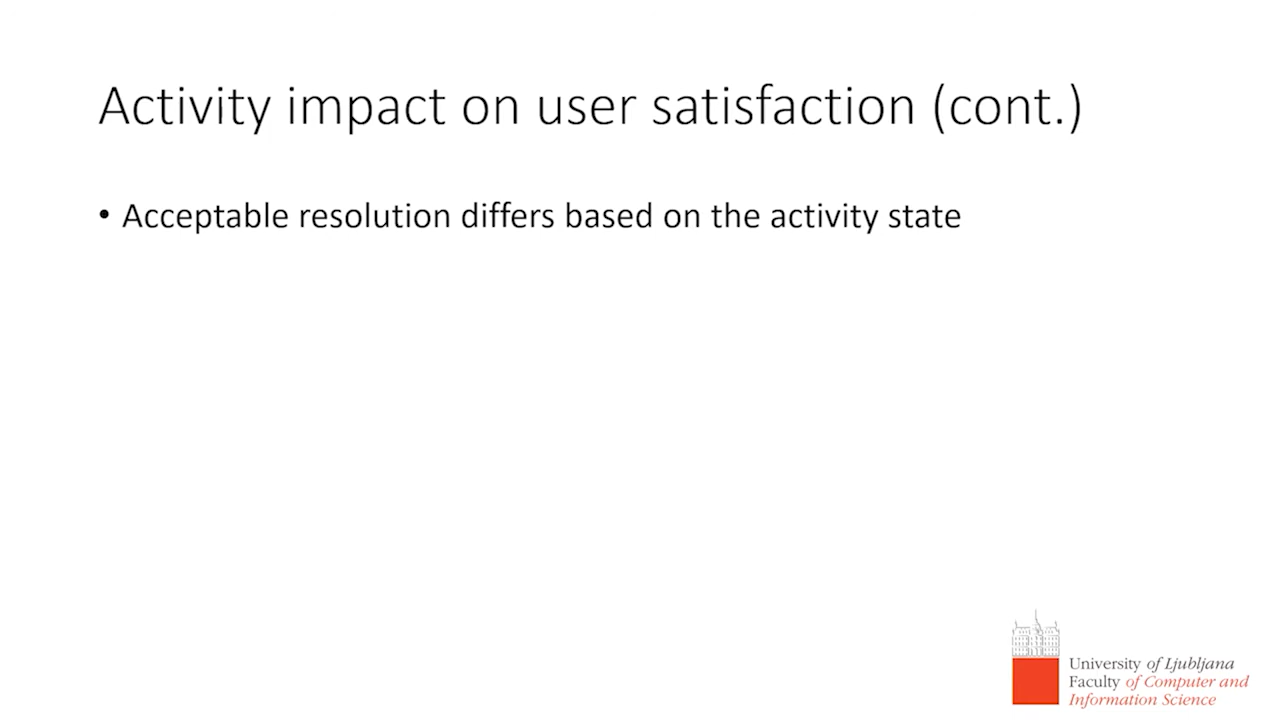 Activity impact on user satisfaction (cont.)
• Acceptable resolution differs based on the activity state
University of Ljubljana
Faculty of Computer and
Information Science